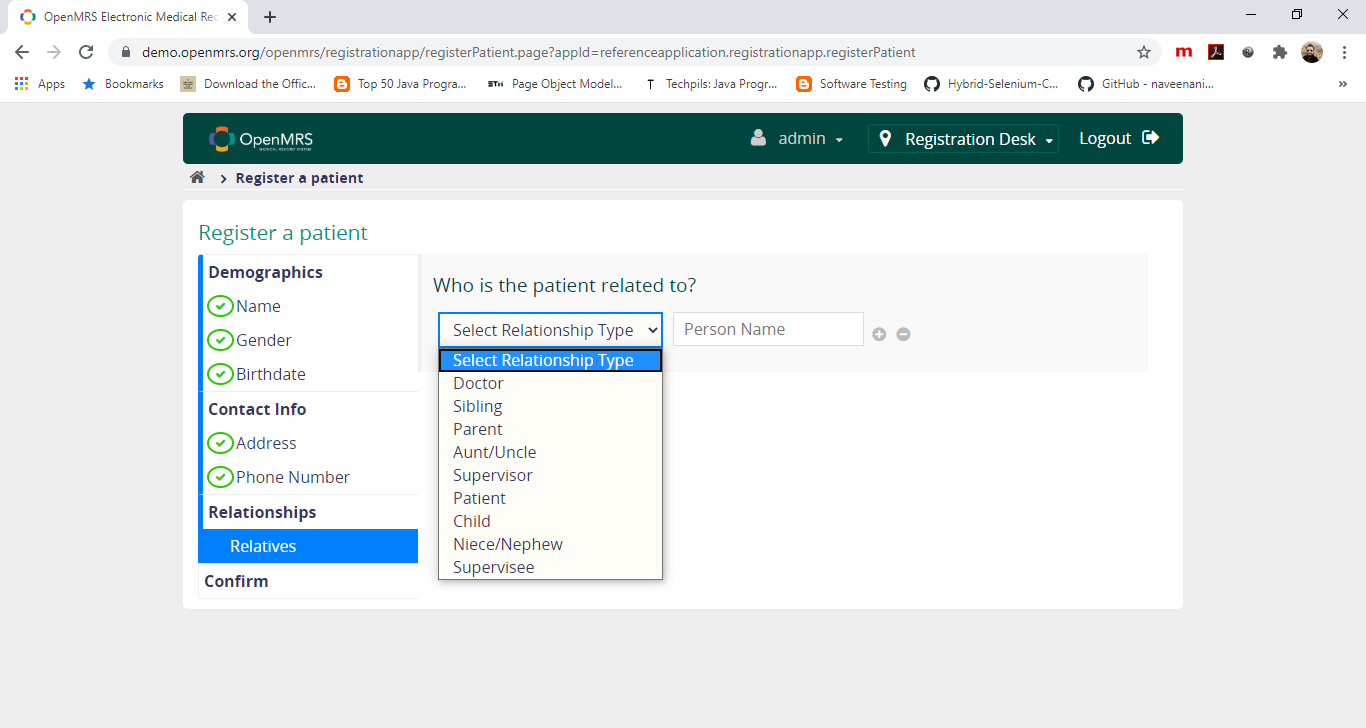 OpenMRS Electronic Medical Rec
demo.openmrs.org/openmrs/registrationapp/registerPatient.page?appId=referenceapplication.registrationapp.registerPatient
m
Apps Bookmarks Download the Offic... Top 50 Java Progra... STH Page Object Model... T Techpils: Java Progr... Software Testing Hybrid-Selenium-C... GitHub - naveenani... »
OpenMRS admin Registration Desk Logout
MEDICAL RECORD SYSTEM
Register a patient
Register a patient
Demographics
Name
Gender
Birthdate
Contact Info
Address
Phone Number
Relationships
Relatives
Confirm
Who is the patient related to?
Select Relationship Type Person Name
Select Relationship Type
Doctor
Sibling
Parent
Aunt/Uncle
Supervisor
Patient
Child
Niece/Nephew
Supervisee